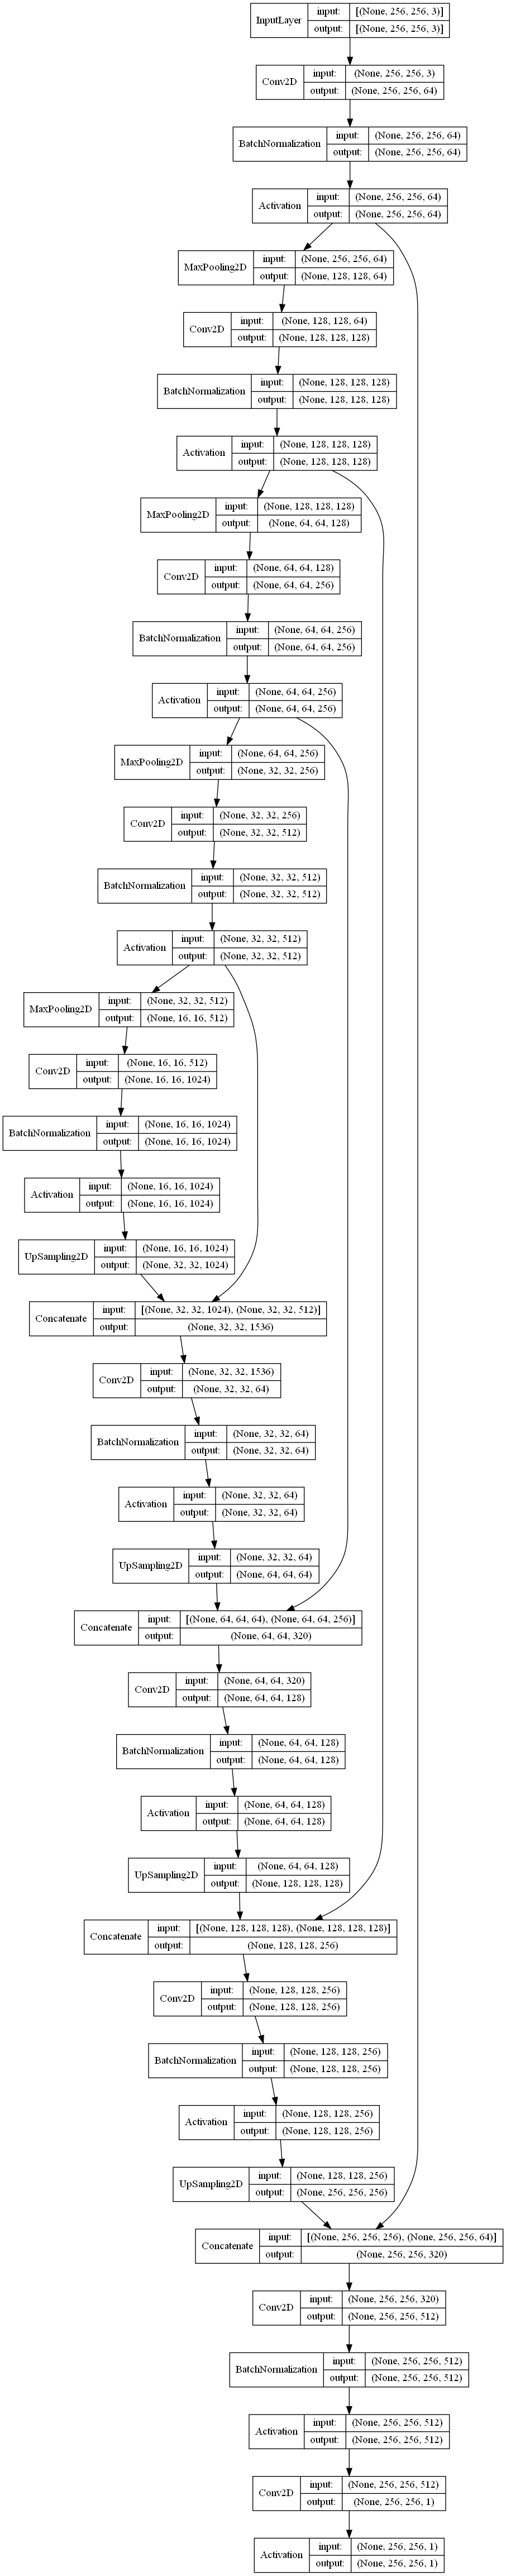 InputLayer input: [(None, 256, 256, 3)]
output: [(None, 256, 256, 3)]
Conv2D input: (None, 256, 256, 3)
output: (None, 256, 256, 64)
BatchNormalization input: (None, 256, 256, 64)
output: (None, 256, 256, 64)
Activation input: (None, 256, 256, 64)
output: (None, 256, 256, 64)
MaxPooling2D input: (None, 256, 256, 64)
output: (None, 128, 128, 64)
Conv2D input: (None, 128, 128, 64)
output: (None, 128, 128, 128)
BatchNormalization input: (None, 128, 128, 128)
output: (None, 128, 128, 128)
Activation input: (None, 128, 128, 128)
output: (None, 128, 128, 128)
MaxPooling2D input: (None, 128, 128, 128)
output: (None, 64, 64, 128)
Conv2D input: (None, 64, 64, 128)
output: (None, 64, 64, 256)
BatchNormalization input: (None, 64, 64, 256)
output: (None, 64, 64, 256)
Activation input: (None, 64, 64, 256)
output: (None, 64, 64, 256)
MaxPooling2D input: (None, 64, 64, 256)
output: (None, 32, 32, 256)
Conv2D input: (None, 32, 32, 256)
output: (None, 32, 32, 512)
BatchNormalization input: (None, 32, 32, 512)
output: (None, 32, 32, 512)
Activation input: (None, 32, 32, 512)
output: (None, 32, 32, 512)
MaxPooling2D input: (None, 32, 32, 512)
output: (None, 16, 16, 512)
Conv2D input: (None, 16, 16, 512)
output: (None, 16, 16, 1024)
BatchNormalization input: (None, 16, 16, 1024)
output: (None, 16, 16, 1024)
Activation input: (None, 16, 16, 1024)
output: (None, 16, 16, 1024)
UpSampling2D input: (None, 16, 16, 1024)
output: (None, 32, 32, 1024)
Concatenate input: [(None, 32, 32, 1024), (None, 32, 32, 512)]
output: (None, 32, 32, 1536)
Conv2D input: (None, 32, 32, 1536)
output: (None, 32, 32, 64)
BatchNormalization input: (None, 32, 32, 64)
output: (None, 32, 32, 64)
Activation input: (None, 32, 32, 64)
output: (None, 32, 32, 64)
UpSampling2D input: (None, 32, 32, 64)
output: (None, 64, 64, 64)
Concatenate input: [(None, 64, 64, 64), (None, 64, 64, 256)]
output: (None, 64, 64, 320)
Conv2D input: (None, 64, 64, 320)
output: (None, 64, 64, 128)
BatchNormalization input: (None, 64, 64, 128)
output: (None, 64, 64, 128)
Activation input: (None, 64, 64, 128)
output: (None, 64, 64, 128)
UpSampling2D input: (None, 64, 64, 128)
output: (None, 128, 128, 128)
Concatenate input: [(None, 128, 128, 128), (None, 128, 128, 128)]
output: (None, 128, 128, 256)
Conv2D input: (None, 128, 128, 256)
output: (None, 128, 128, 256)
BatchNormalization input: (None, 128, 128, 256)
output: (None, 128, 128, 256)
Activation input: (None, 128, 128, 256)
output: (None, 128, 128, 256)
UpSampling2D input: (None, 128, 128, 256)
output: (None, 256, 256, 256)
Concatenate input: [(None, 256, 256, 256), (None, 256, 256, 64)]
output: (None, 256, 256, 320)
Conv2D input: (None, 256, 256, 320)
output: (None, 256, 256, 512)
BatchNormalization input: (None, 256, 256, 512)
output: (None, 256, 256, 512)
Activation input: (None, 256, 256, 512)
output: (None, 256, 256, 512)
Conv2D input: (None, 256, 256, 512)
output: (None, 256, 256, 1)
Activation input: (None, 256, 256, 1)
output: (None, 256, 256, 1)